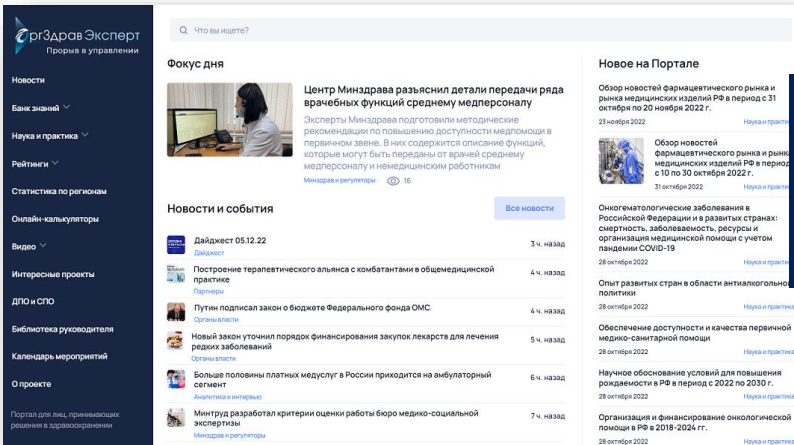 ОргЗдрав Эксперт
Прорыв в управлении
Новости
Банк знаний
Наука и практика
Рейтинги
Статистика по регионам
Онлайн-калькуляторы
Видео
Интересные проекты
ДПО и СПО
Библиотека руководителя
Календарь мероприятий
О проекте
Портал для лиц, принимающих
решения в здравоохранении
Что вы ищете?
Фокус дня
Центр Минздрава разъяснил детали передачи ряда
врачебных функций среднему медперсоналу
Эксперты Минздрава подготовили методические
рекомендации по повышению доступности медпомощи в
первичном звене. В них содержится описание функций,
которые могут быть переданы от врачей среднему
медперсоналу и немедицинским работникам
Минздрав и регуляторы 16
Новости и события
Все новости
Дайджест 05.12.22
3 ч. назад
Дайджест
Построение терапевтического альянса с комбатантами в общемедицинской
практике
4 ч. назад
Партнеры
Путин подписал закон о бюджете Федерального фонда ОМС
4 ч. назад
Органы власти
Новый закон уточнил порядок финансирования закупок лекарств для лечения
редких заболеваний
5 ч. назад
Органы власти
Больше половины платных медуслуг в России приходится на амбулаторный
сегмент
6 ч. назад
Аналитика и интервью
Минтруд разработал критерии оценки работы бюро медико-социальной
экспертизы
7 ч. назад
Минздрав и регуляторы
Новое на Портале
Обзор новостей фармацевтического рынка и
рынка медицинских изделий РФ в период с 31
октября по 20 ноября 2022 г.
23 ноября 2022 Наука и практи
Обзор новостей
фармацевтического рынка и рынк
медицинских изделий РФ в период
с 10 по 30 октября 2022 г.
31 октября 2022 Наука и практи
Онкогематологические заболевания в
Российской Федерации и в развитых странах:
смертность, заболеваемость, ресурсы и
организация медицинской помощи с учетом
пандемии COVID-19
28 октября 2022 Наука и практи
Опыт развитых стран в области антиалкогольно
политики
28 октября 2022 Наука и практика
Обеспечение доступности и качества первичной
медико-санитарной помощи
28 октября 2022 Наука и практика
Научное обоснование условий для повышения
рождаемости в РФ в период с 2022 по 2030 г.
28 октября 2022 Наука и практика
Организация и финансирование онкологической
помощи в РФ в 2018-2024 гг.
28 октября 2022 Наука и практика